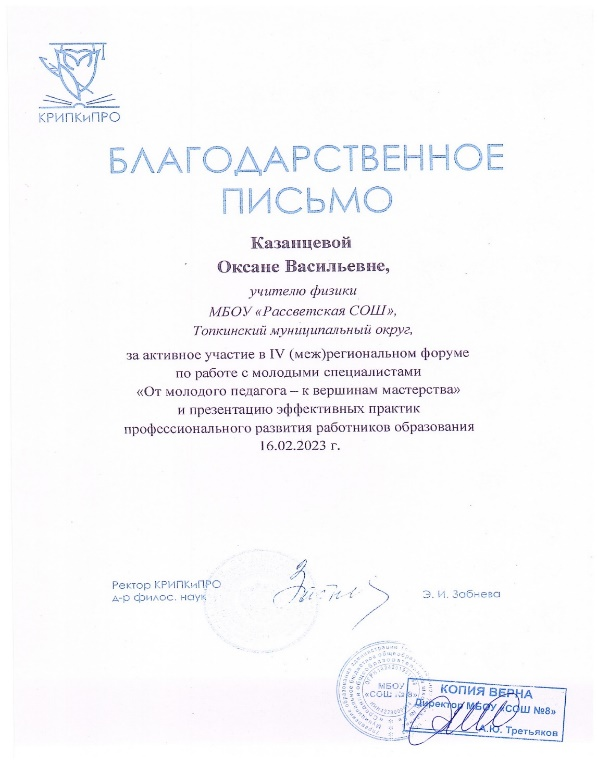 КРИПКиПРО
БЛАГОДАРСТВЕННОЕ
ПИСЬМО
Казанцевой
Оксане Васильевне,
учителю физики
МБОУ «Рассветская СОШ»,
Топкинский муниципальный округ,
за активное участие в IV (меж)региональном форуме
по работе с молодыми специалистами
«От молодого педагога – к вершинам мастерства»
и презентацию эффективных практик
профессионального развития работников образования
16.02.2023 г.
Ректор КРИПКиПРО
д-р филос. наук
Э. И. Забнева
МБОУ
«СОШ №8»
КОПИЯ ВЕРНА
Директор МБОУ «СОШ №8»
А.Ю. Третьяков